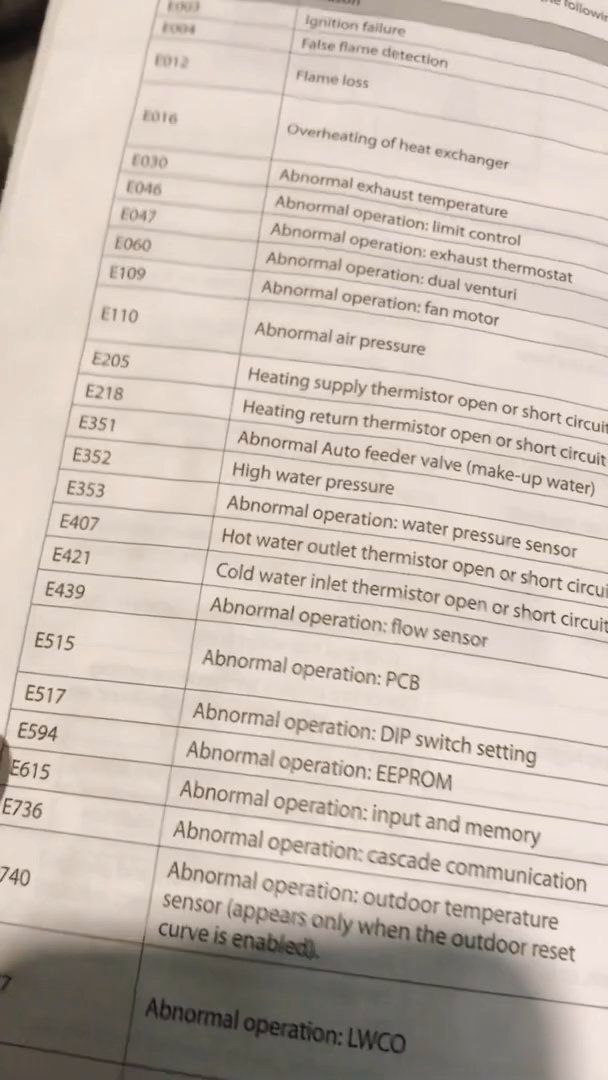 the followin
E003 Ignition failure
E004 False flame detection
E012 Flame loss
E016 Overheating of heat exchanger
E030 Abnormal exhaust temperature
E046 Abnormal operation: limit control
E047 Abnormal operation: exhaust thermostat
E060 Abnormal operation: dual venturi
E109 Abnormal operation: fan motor
E110 Abnormal air pressure
E205 Heating supply thermistor open or short circuit
E218 Heating return thermistor open or short circuit
E351 Abnormal Auto feeder valve (make-up water)
E352 High water pressure
E353 Abnormal operation: water pressure sensor
E407 Hot water outlet thermistor open or short circui
E421 Cold water inlet thermistor open or short circuit
E439 Abnormal operation: flow sensor
E515 Abnormal operation: PCB
E517 Abnormal operation: DIP switch setting
E594 Abnormal operation: EEPROM
E615 Abnormal operation: input and memory
E736 Abnormal operation: cascade communication
740 Abnormal operation: outdoor temperature
sensor (appears only when the outdoor reset
curve is enabled).
7 Abnormal operation: LWCO